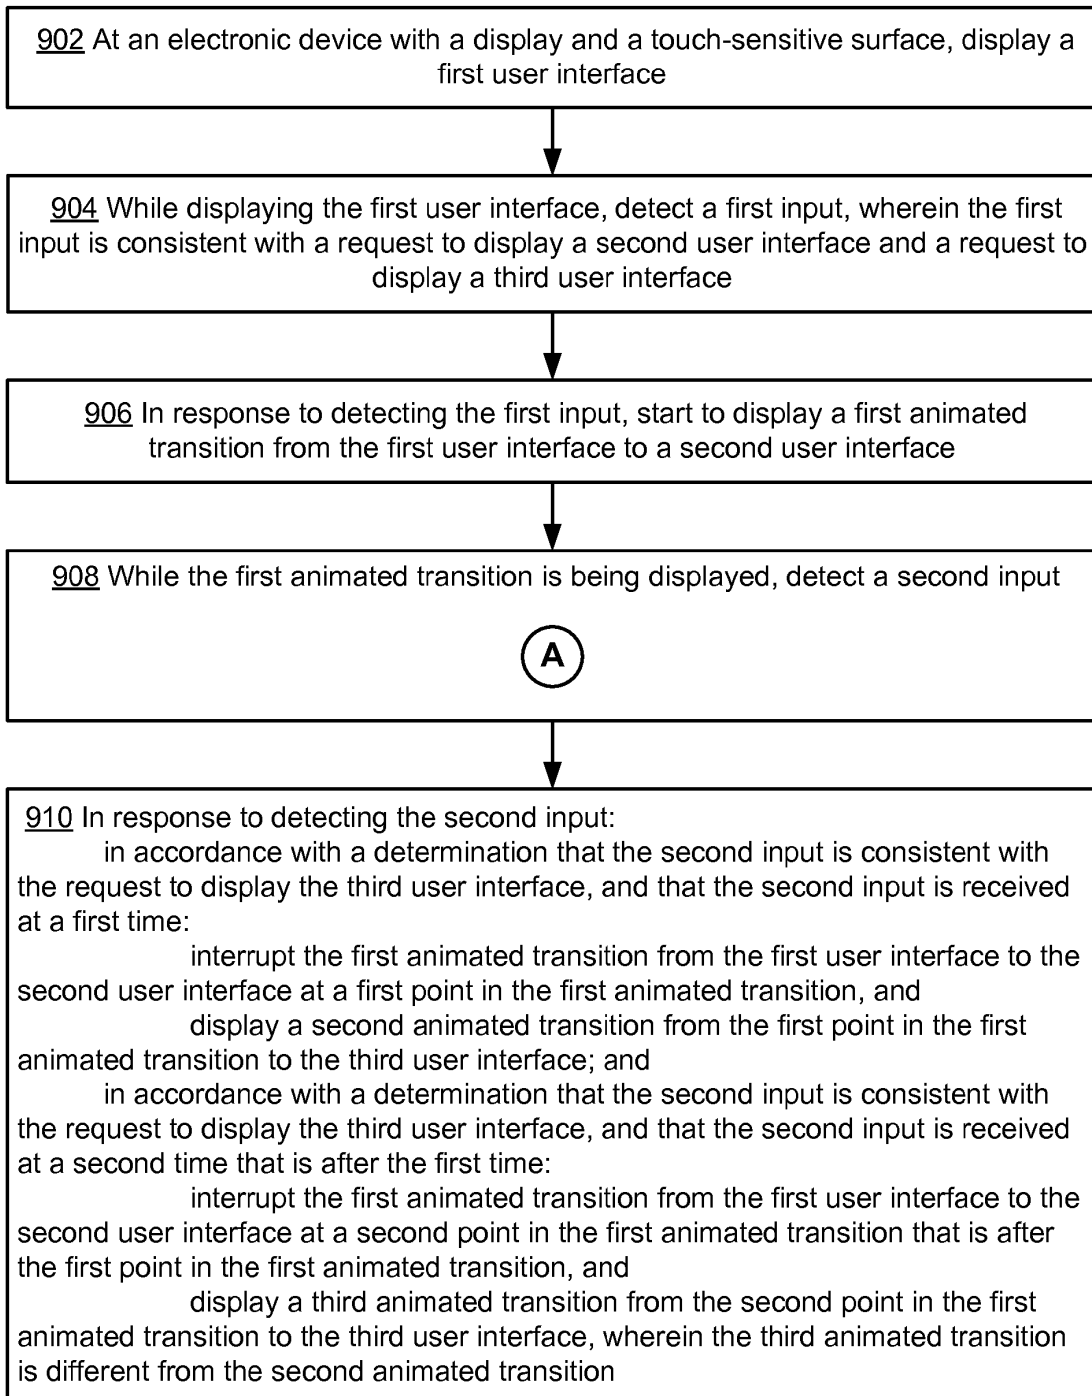 902 At an electronic device with a display and a touch-sensitive surface, display a
first user interface
904 While displaying the first user interface, detect a first input, wherein the first
input is consistent with a request to display a second user interface and a request to
display a third user interface
906 In response to detecting the first input, start to display a first animated
transition from the first user interface to a second user interface
908 While the first animated transition is being displayed, detect a second input
A
910 In response to detecting the second input:
in accordance with a determination that the second input is consistent with
the request to display the third user interface, and that the second input is received
at a first time:
interrupt the first animated transition from the first user interface to the
second user interface at a first point in the first animated transition, and
display a second animated transition from the first point in the first
animated transition to the third user interface; and
in accordance with a determination that the second input is consistent with
the request to display the third user interface, and that the second input is received
at a second time that is after the first time:
interrupt the first animated transition from the first user interface to the
second user interface at a second point in the first animated transition that is after
the first point in the first animated transition, and
display a third animated transition from the second point in the first
animated transition to the third user interface, wherein the third animated transition
is different from the second animated transition